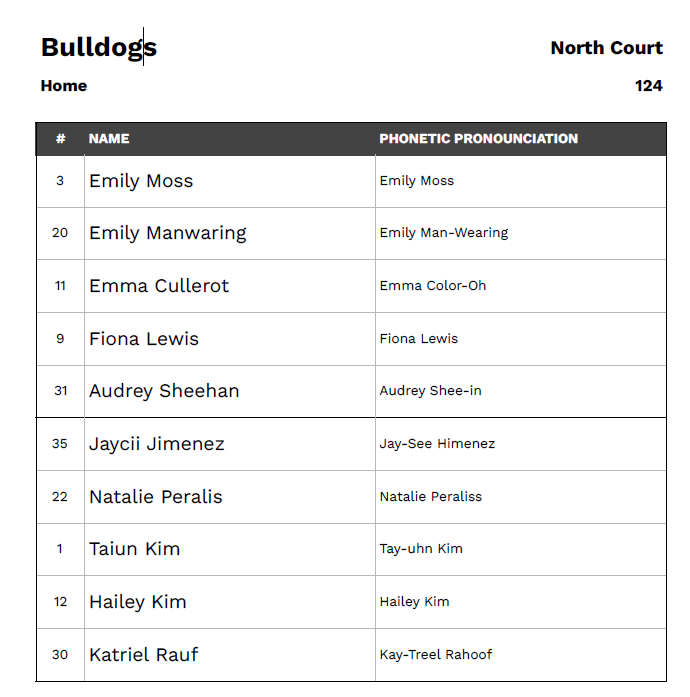 Bulldogs North Court
Home 124
# NAME PHONETIC PRONOUNCIATION
3 Emily Moss Emily Moss
20 Emily Manwaring Emily Man-Wearing
11 Emma Cullerot Emma Color-Oh
9 Fiona Lewis Fiona Lewis
31 Audrey Sheehan Audrey Shee-in
35 Jaycii Jimenez Jay-See Himenez
22 Natalie Peralis Natalie Peraliss
1 Taiun Kim Tay-uhn Kim
12 Hailey Kim Hailey Kim
30 Katriel Rauf Kay-Treel Rahoof